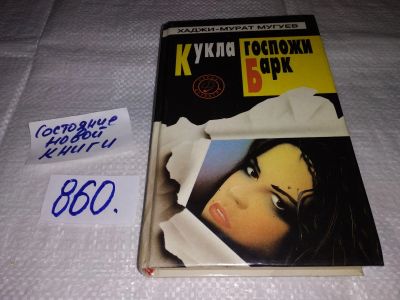 ХАДЖИ-МУРАТ МУГУЕВ
Кукла госпожи
Барк
Состояние
новой
книги
860.